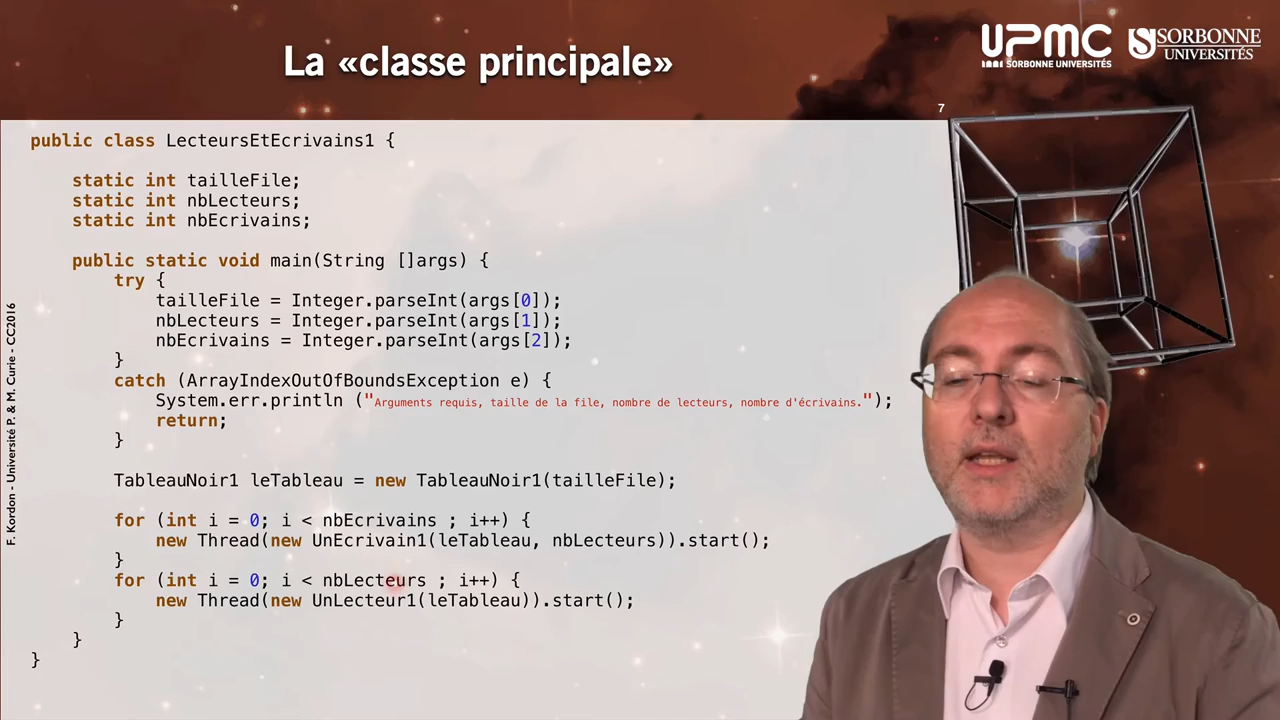 La «classe principale»
UPMC
SORBONNE UNIVERSITÉS
SORBONNE
UNIVERSITÉS
7
public class LecteursEtEcrivains1 {
static int tailleFile;
static int nbLecteurs;
static int nbEcrivains;
public static void main(String []args) {
try {
tailleFile = Integer.parseInt(args[0]);
nbLecteurs = Integer.parseInt(args[1]);
nbEcrivains = Integer.parseInt(args[2]);
}
catch (ArrayIndexOutOfBoundsException e) {
System.err.println ("Arguments requis, taille de la file, nombre de lecteurs, nombre d'écrivains.");
return;
}
TableauNoir1 leTableau = new TableauNoir1(tailleFile);
for (int i = 0; i < nbEcrivains ; i++) {
new Thread(new UnEcrivain1(leTableau, nbLecteurs)).start();
}
for (int i = 0; i < nbLecteurs ; i++) {
new Thread(new UnLecteur1(leTableau)).start();
}
}
}
F. Kordon - Université P. & M. Curie - CC2016